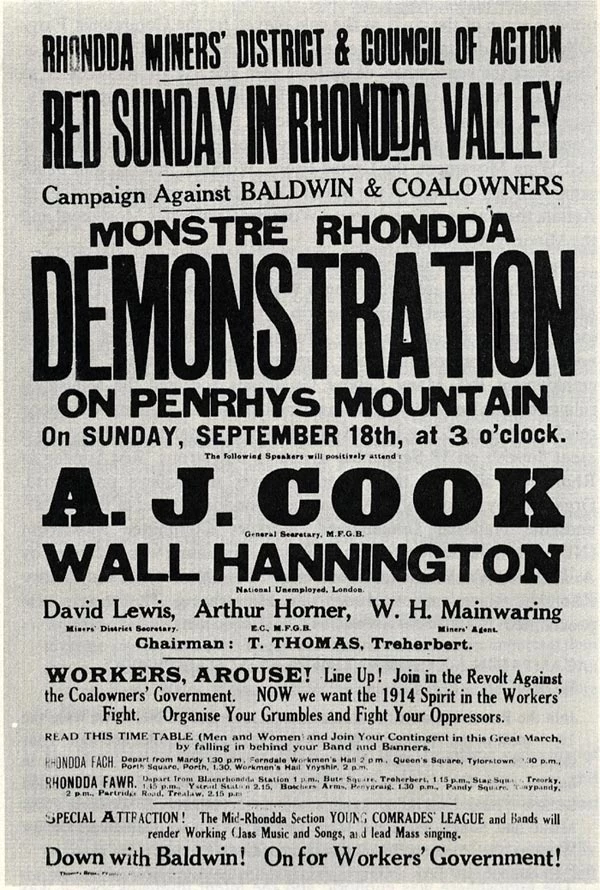 RHONDDA MINERS' DISTRICT & COUNCIL OF ACTION
RED SUNDAY IN RHONDDA VALLEY
Campaign Against BALDWIN & COALOWNERS
MONSTRE RHONDDA
DEMONSTRATION
ON PENRHYS MOUNTAIN
On SUNDAY, SEPTEMBER 18th, at 3 o'clock.
The following Speakers will positively attend:
A. J. COOK
General Secretary, M.F.G.B.
WALL HANNINGTON
National Unemployed, London.
David Lewis, Arthur Horner, W. H. Mainwaring
Miners' District Secretary. E.C., M.F.G.B. Miners' Agent.
Chairman: T. THOMAS, Treherbert.
WORKERS, AROUSE! Line Up! Join in the Revolt Against
the Coalowners' Government. NOW we want the 1914 Spirit in the Workers'
Fight. Organise Your Grumbles and Fight Your Oppressors.
READ THIS TIME TABLE (Men and Women) and Join Your Contingent in this Great March,
by falling in behind your Band and Banners.
RHONDDA FACH. Depart from Mardy 1.30 p.m., Ferndale Workmen's Hall 2 p.m., Queen's Square, Tylorstown, 30 p.m.,
Porth Square, Porth, 1.30, Workmen's Hall Ynyshir, 2 p.m.
RHONDDA FAWR. Depart from Blaenrhondda Station 1 p.m., Bute Square, Treherbert, 1.15 p.m., Stag Square, Treorky,
p.m., Ystrad Station 2.15, Butchers Arms, Penygraig, 1.30 p.m., Pandy Square, Tonypandy,
2 p.m., Partridge Road, Trealaw, 2.15 p.m.
SPECIAL ATTRACTION! The Mid-Rhondda Section YOUNG COMRADES' LEAGUE and Bands will
render Working Class Music and Songs, and lead Mass singing.
Down with Baldwin! On for Workers' Government!